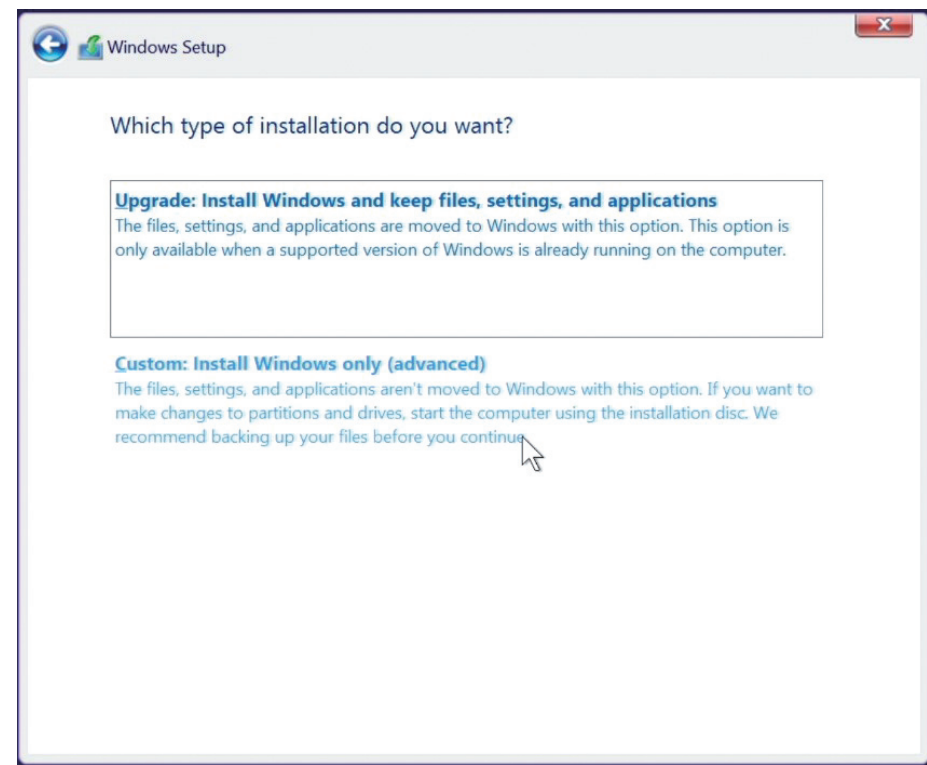 Windows Setup
Which type of installation do you want?
Upgrade: Install Windows and keep files, settings, and applications
The files, settings, and applications are moved to Windows with this option. This option is
only available when a supported version of Windows is already running on the computer.
Custom: Install Windows only (advanced)
The files, settings, and applications aren't moved to Windows with this option. If you want to
make changes to partitions and drives, start the computer using the installation disc. We
recommend backing up your files before you continue